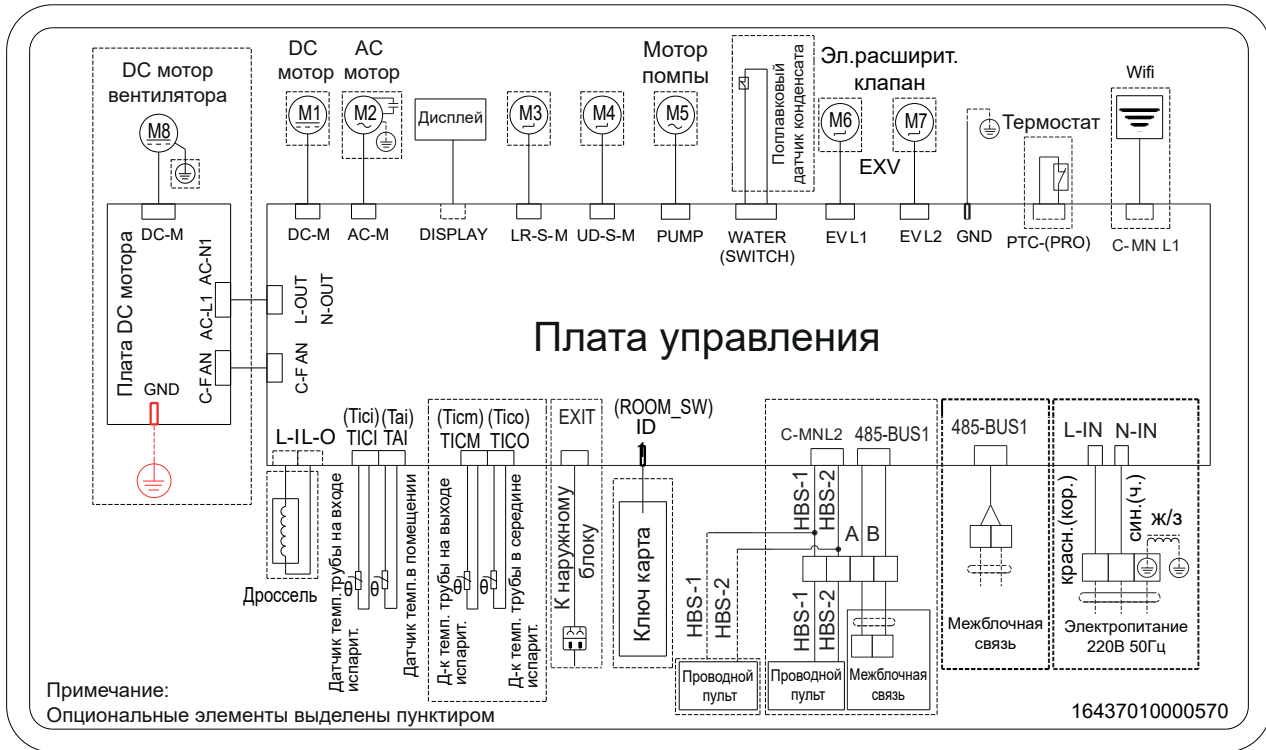 DC мотор
вентилятора
M8
DC
мотор
M1
AC
мотор
M2
Дисплей
M3
M4
Мотор
помпы
M5
Поплавковый
датчик конденсата
Эл.расширит.
клапан
M6
M7
EXV
Термостат
Wifi
DC-M
DC-M
AC-M
DISPLAY
LR-S-M
UD-S-M
PUMP
WATER
(SWITCH)
EV L1
EV L2
GND
PTC-(PRO)
C-MN L1
Плата DC мотора
AC-N1
AC-L1
C-F AN
GND
L-OUT
N-OUT
C-F AN
Плата управления
L-I
L-O
(Tici)
TICI
(Tai)
TAI
(Ticm)
TICM
(Tico)
TICO
EXIT
(ROOM_SW)
ID
C-MNL2
485-BUS1
485-BUS1
L-IN
N-IN
Дроссель
Датчик темп.трубы на входе
испарит.
θ
θ
Датчик темп.в помещении
Д-к темп. трубы на выходе
испарит.
θ
θ
Д-к темп. трубы в середине
испарит.
К наружному
блоку
Ключ карта
HBS-1
HBS-2
A
B
HBS-1
HBS-2
HBS-1
HBS-2
Проводной
пульт
Проводной
пульт
Межблочная
связь
Межблочная
связь
красн.(кор.)
син.(ч.)
ж/з
Электропитание
220В 50Гц
Примечание:
Опциональные элементы выделены пунктиром
16437010000570